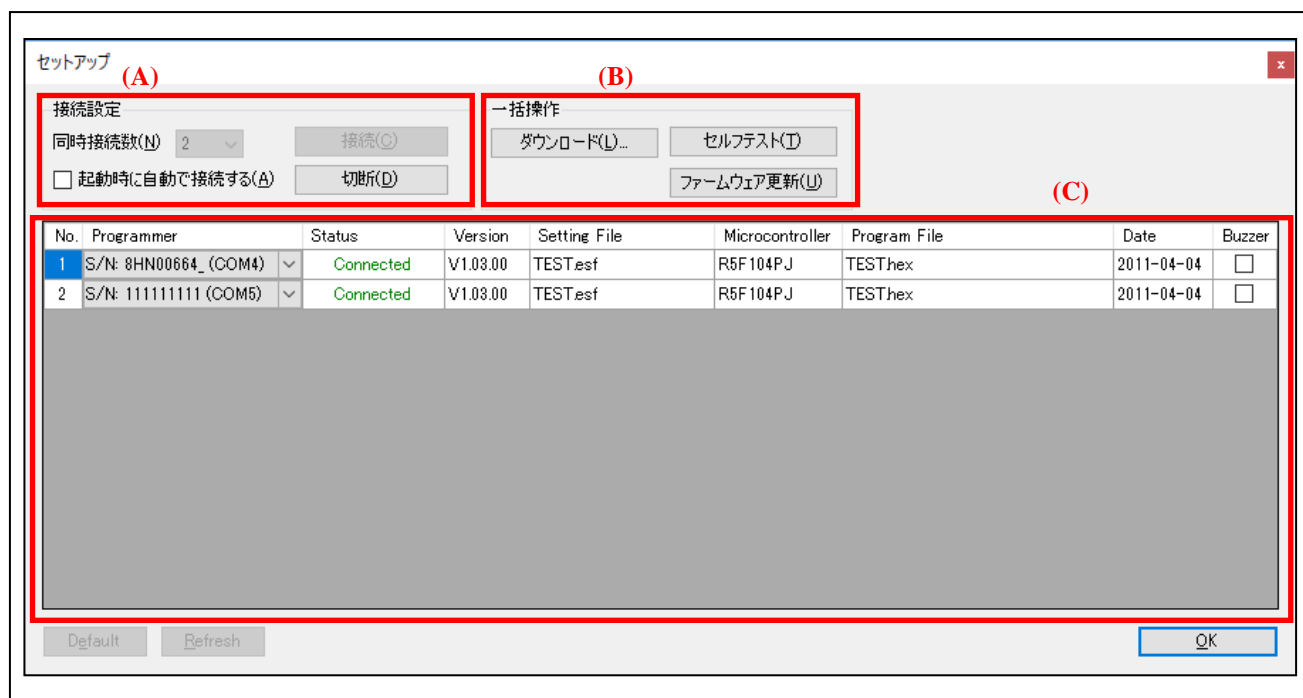 セットアップ
(A)
(B)
接続設定
一括操作
同時接続数(N) 2 接続(C)
ダウンロード(L)... セルフテスト(T)
起動時に自動で接続する(A) 切断(D)
ファームウェア更新(U)
(C)
No. Programmer Status Version Setting File Microcontroller Program File Date Buzzer
1 S/N: 8HN00664_ (COM4) Connected V1.03.00 TEST.esf R5F104PJ TEST.hex 2011-04-04
2 S/N: 111111111 (COM5) Connected V1.03.00 TEST.esf R5F104PJ TEST.hex 2011-04-04
Default Refresh OK